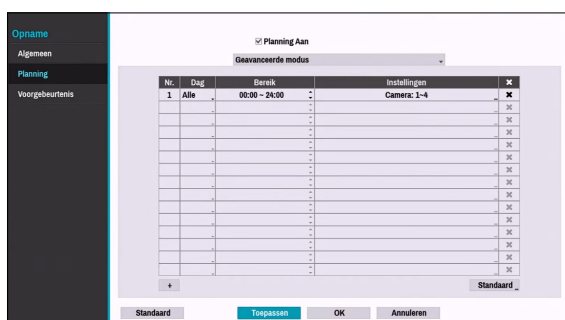 Opname
Algemeen
Planning
Voorgebeurtenis
Planning Aan
Geavanceerde modus
Nr. Dag Bereik Instellingen
1 Alle 00:00 ~ 24:00 Camera: 1~4
+ Standaard
Standaard Toepassen OK Annuleren